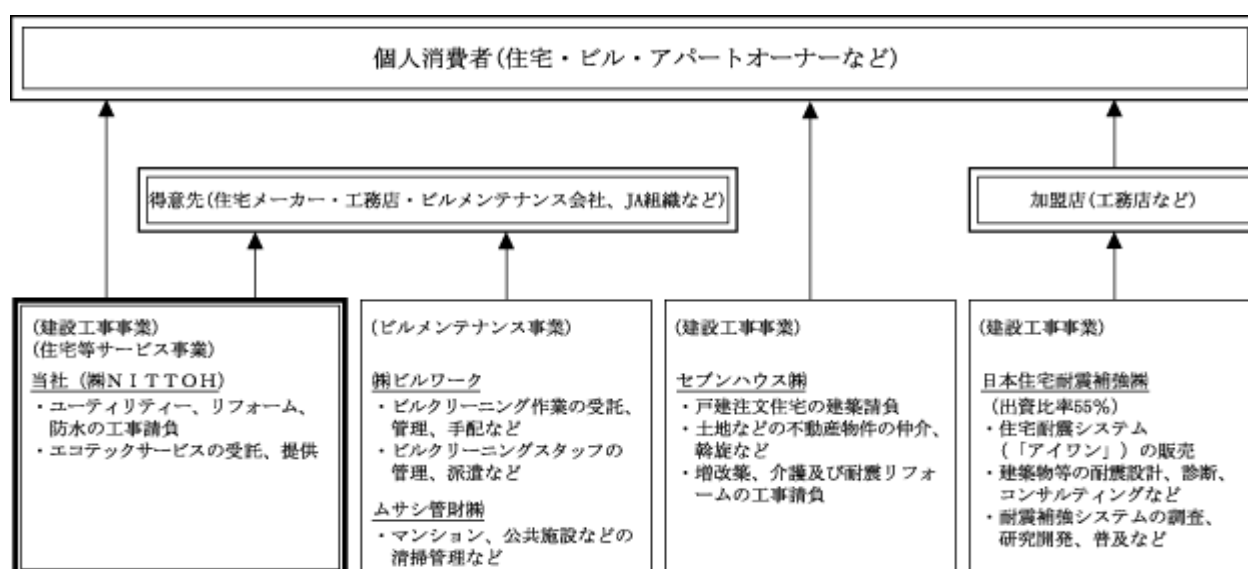 個人消費者(住宅・ビル・アパートオーナーなど)
得意先(住宅メーカー・工務店・ビルメンテナンス会社、JA組織など)
加盟店(工務店など)
(建設工事事業)
(住宅等サービス事業)
当社（㈱ＮＩＴＴＯＨ）
・ユーティリティー、リフォーム、
防水の工事請負
・エコテックサービスの受託、提供
(ビルメンテナンス事業)
㈱ビルワーク
・ビルクリーニング作業の受託、
管理、手配など
・ビルクリーニングスタッフの
管理、派遣など
ムサシ管財㈱
・マンション、公共施設などの
清掃管理など
(建設工事事業)
セブンハウス㈱
・戸建注文住宅の建築請負
・土地などの不動産物件の仲介、
斡旋など
・増改築、介護及び耐震リフォ
ームの工事請負
(建設工事事業)
日本住宅耐震補強㈱
(出資比率55%)
・住宅耐震システム
（「アイワン」）の販売
・建築物等の耐震設計、診断、
コンサルティングなど
・耐震補強システムの調査、
研究開発、普及など